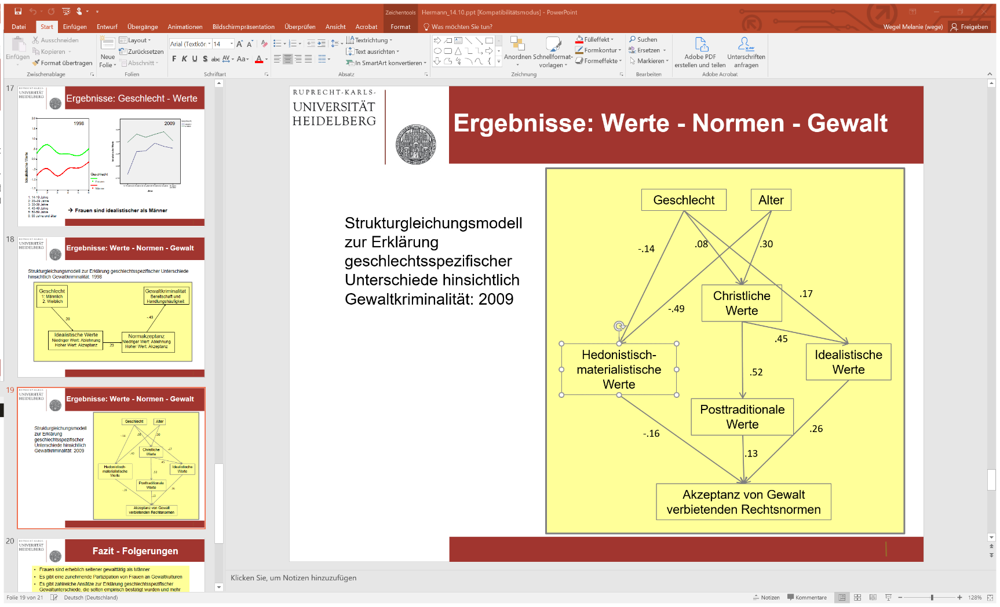 Zeichentools
Hermann_14.10.ppt [Kompatibilitätsmodus] - PowerPoint
Datei
Start
Einfügen
Entwurf
Übergänge
Animationen
Bildschirmpräsentation
Überprüfen
Ansicht
Acrobat
Format
Was möchten Sie tun?
Wegel Melanie (wege)
Freigeben
Einfügen
Ausschneiden
Kopieren
Format übertragen
Zwischenablage
Neue
Folie
Layout
Zurücksetzen
Abschnitt
Folien
Arial (Textkör
14
F K U S abc AV Aa A
Schriftart
Textrichtung
Text ausrichten
In SmartArt konvertieren
Absatz
Anordnen
Schnellformat-
vorlagen
Fülleffekt
Formkontur
Formeffekte
Zeichnung
Suchen
Ersetzen
Markieren
Bearbeiten
Adobe PDF
erstellen und teilen
Unterschriften
anfragen
Adobe Acrobat
17
RUPRECHT-KARLS-
UNIVERSITÄT
HEIDELBERG
Ergebnisse: Geschlecht - Werte
1998
2009
Idealistische Werte
Geschlecht
Frauen
Männer
Alter
1: 14-19 Jahre
2: 20-29 Jahre
3: 30-39 Jahre
4: 40-49 Jahre
5: 50-59 Jahre
6: 60 Jahre und älter
→ Frauen sind idealistischer als Männer
18
RUPRECHT-KARLS-
UNIVERSITÄT
HEIDELBERG
Ergebnisse: Werte - Normen - Gewalt
Strukturgleichungsmodell zur Erklärung geschlechtsspezifischer Unterschiede
hinsichtlich Gewaltkriminalität: 1998
Geschlecht
1: Männlich
2: Weiblich
Gewaltkriminalität
Bereitschaft und
Handlungshäufigkeit
.20
-.43
Idealistische Werte
Niedriger Wert: Ablehnung
Hoher Wert: Akzeptanz
.23
Normakzeptanz
Niedriger Wert: Ablehnung
Hoher Wert: Akzeptanz
19
RUPRECHT-KARLS-
UNIVERSITÄT
HEIDELBERG
Ergebnisse: Werte - Normen - Gewalt
Strukturgleichungsmodell
zur Erklärung
geschlechtsspezifischer
Unterschiede hinsichtlich
Gewaltkriminalität: 2009
Geschlecht
Alter
-.14
.08
.30
Christliche
Werte
.17
-.49
.45
Hedonistisch-
materialistische
Werte
Idealistische
Werte
.52
Posttraditionale
Werte
-.16
.26
.13
Akzeptanz von Gewalt
verbietenden Rechtsnormen
20
RUPRECHT-KARLS-
UNIVERSITÄT
HEIDELBERG
Fazit - Folgerungen
• Frauen sind erheblich seltener gewalttätig als Männer
• Es gibt eine zunehmende Partizipation von Frauen an Gewaltkulturen
• Es gibt zahlreiche Ansätze zur Erklärung geschlechtsspezifischer
Gewaltunterschiede, die selten empirisch bestätigt wurden und mehr
RUPRECHT-KARLS-
UNIVERSITÄT
HEIDELBERG
Ergebnisse: Werte - Normen - Gewalt
Strukturgleichungsmodell
zur Erklärung
geschlechtsspezifischer
Unterschiede hinsichtlich
Gewaltkriminalität: 2009
Geschlecht
Alter
-.14
.08
.30
Christliche
Werte
.17
-.49
.45
Hedonistisch-
materialistische
Werte
Idealistische
Werte
.52
Posttraditionale
Werte
-.16
.26
.13
Akzeptanz von Gewalt
verbietenden Rechtsnormen
Klicken Sie, um Notizen hinzuzufügen
Folie 19 von 21
Deutsch (Deutschland)
Notizen
Kommentare
128%